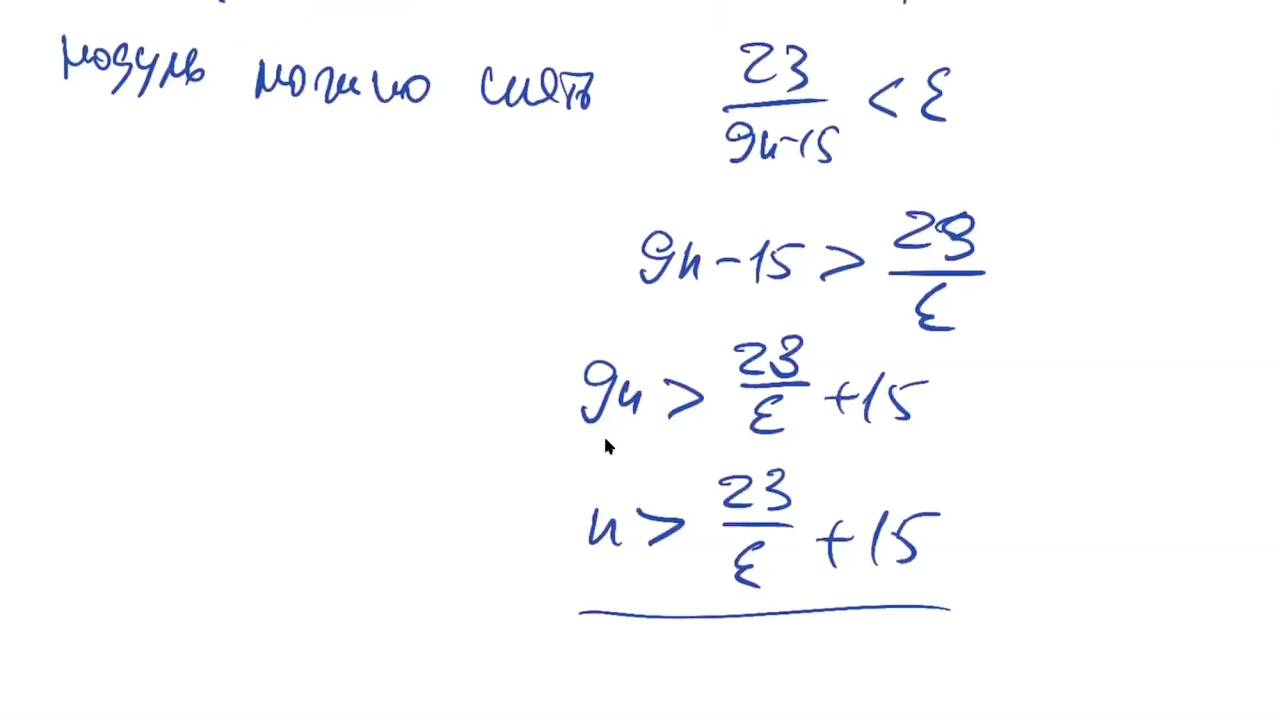 модуль можно снять 23/(9n-15) < ε
9n - 15 > 23/ε
9n > 23/ε + 15
n > 23/ε + 15